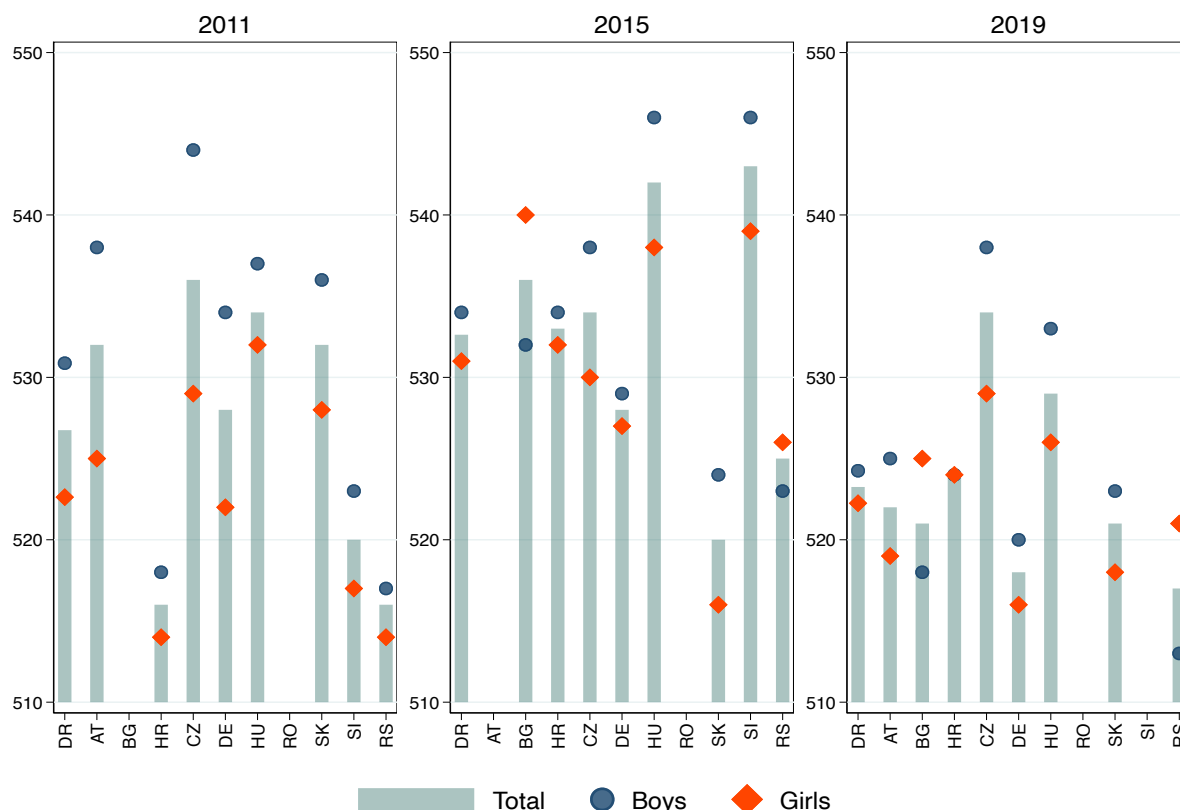 2011 2015 2019
550 550 550
540 540 540
530 530 530
520 520 520
510 510 510
DR AT BG HR CZ DE HU RO SK SI RS DR AT BG HR CZ DE HU RO SK SI RS DR AT BG HR CZ DE HU RO SK SI RS
Total Boys Girls